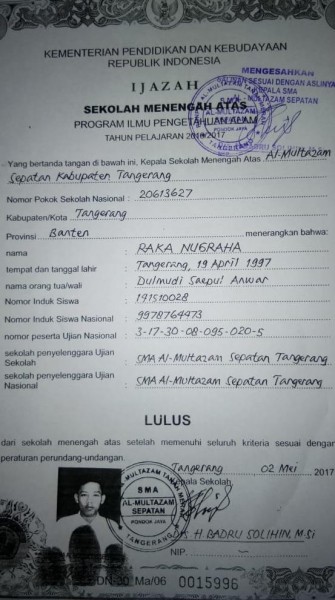 KEMENTERIAN PENDIDIKAN DAN KEBUDAYAAN
REPUBLIK INDONESIA
MENGESAHKAN
SESUAI DENGAN ASLINYA
KEPALA SMA
MULTAZAM SEPATAN
IJAZAH
SEKOLAH MENENGAH ATAS
PROGRAM ILMU PENGETAHUAN ALAM
TAHUN PELAJARAN 2016/2017
Yang bertanda tangan di bawah ini, Kepala Sekolah Menengah Atas Al-Multazam
Sepatan Kabupaten Tangerang
Nomor Pokok Sekolah Nasional : 20613627
Kabupaten/Kota : Tangerang
Provinsi : Banten menerangkan bahwa:
nama : RAKA NUGRAHA
tempat dan tanggal lahir : Tangerang, 19 April 1997
nama orang tua/wali : Dulmudi Saepul Anwar
Nomor Induk Siswa : 191510028
Nomor Induk Siswa Nasional : 9978764973
nomor peserta Ujian Nasional : 3-17-30-08-095-020-5
sekolah penyelenggara Ujian Sekolah : SMA Al-Multazam Sepatan Tangerang
sekolah penyelenggara Ujian Nasional : SMA Al-Multazam Sepatan Tangerang
LULUS
dari sekolah menengah atas setelah memenuhi seluruh kriteria sesuai dengan
peraturan perundang-undangan.
Tangerang 02 Mei 2017
Kepala Sekolah,
SMA
AL-MULTAZAM
SEPATAN
PONDOK JAYA
TANGERANG
H BADRU SOLIHIN, M.Si
NIP.
Ma/06 0015996